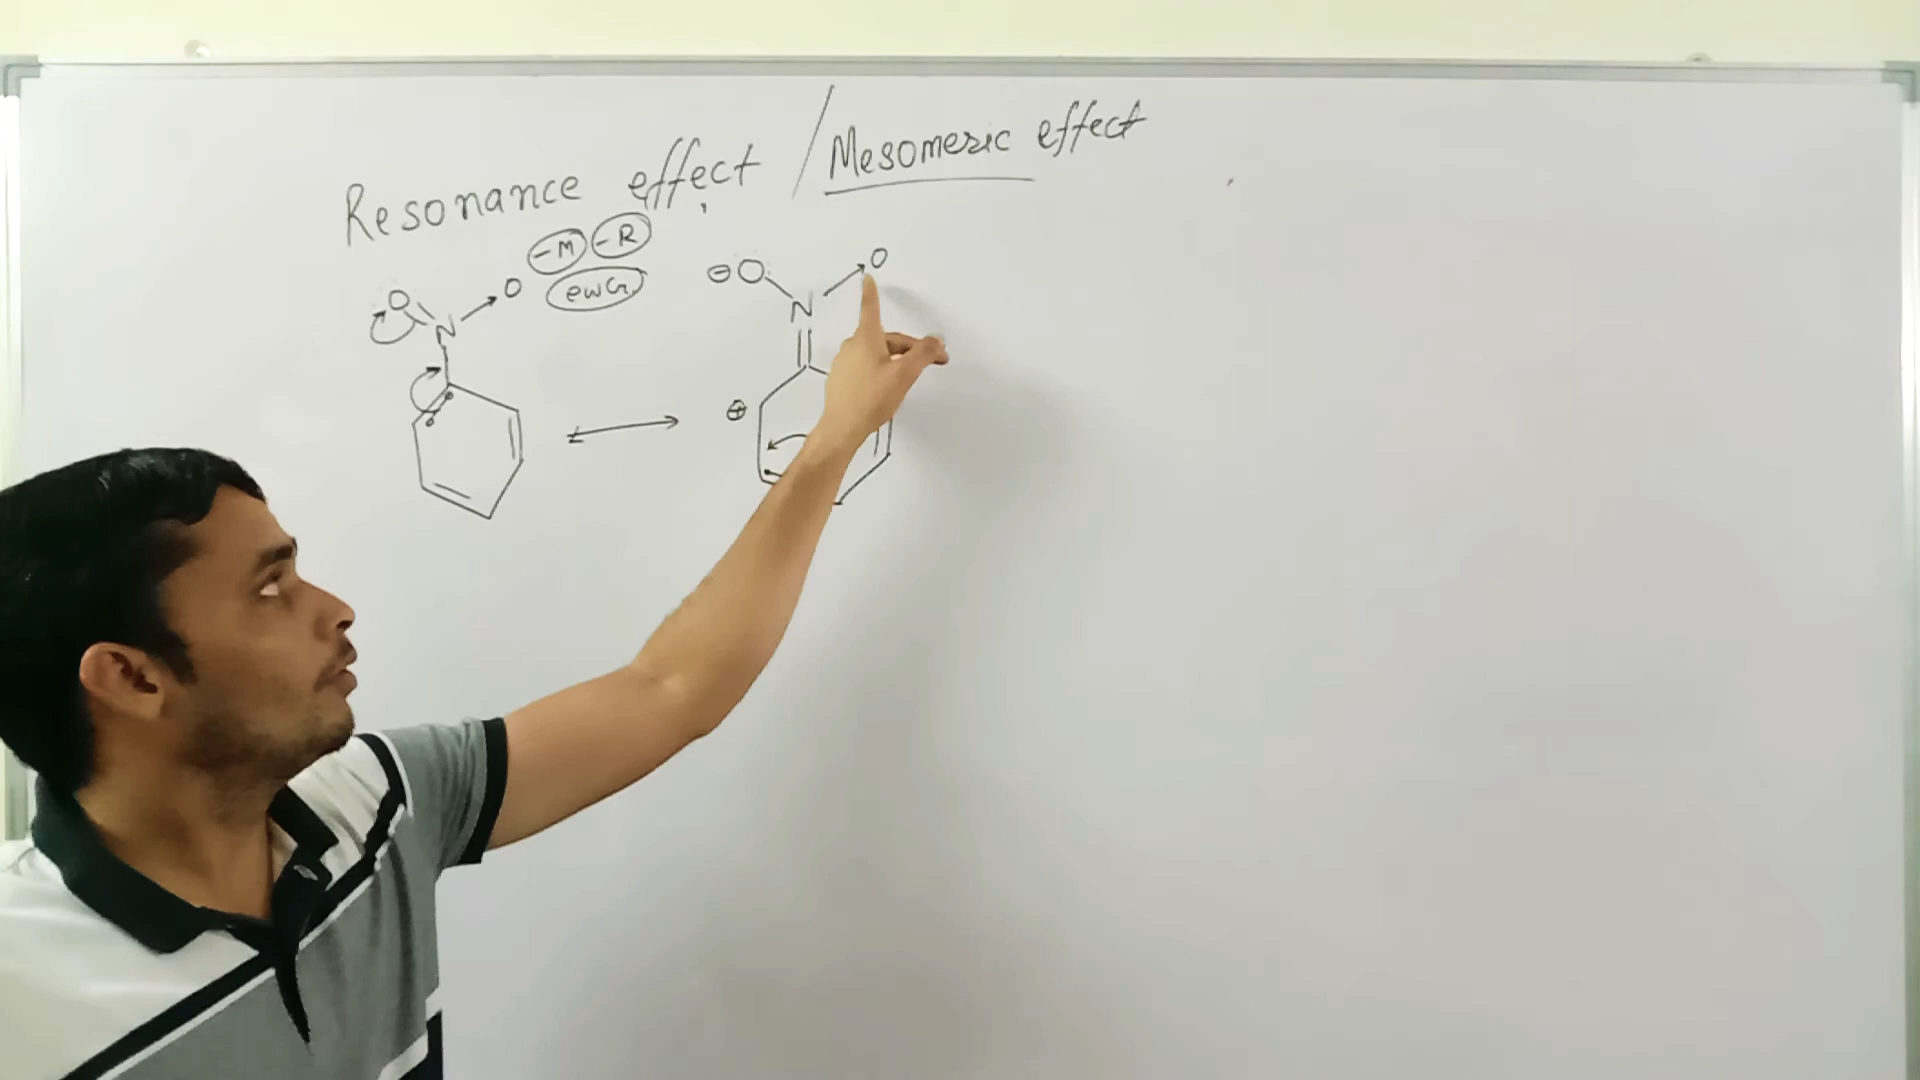 Resonance effect / Mesomeric effect
-M -R
EWG
O N O
⊖ O N O
⊕